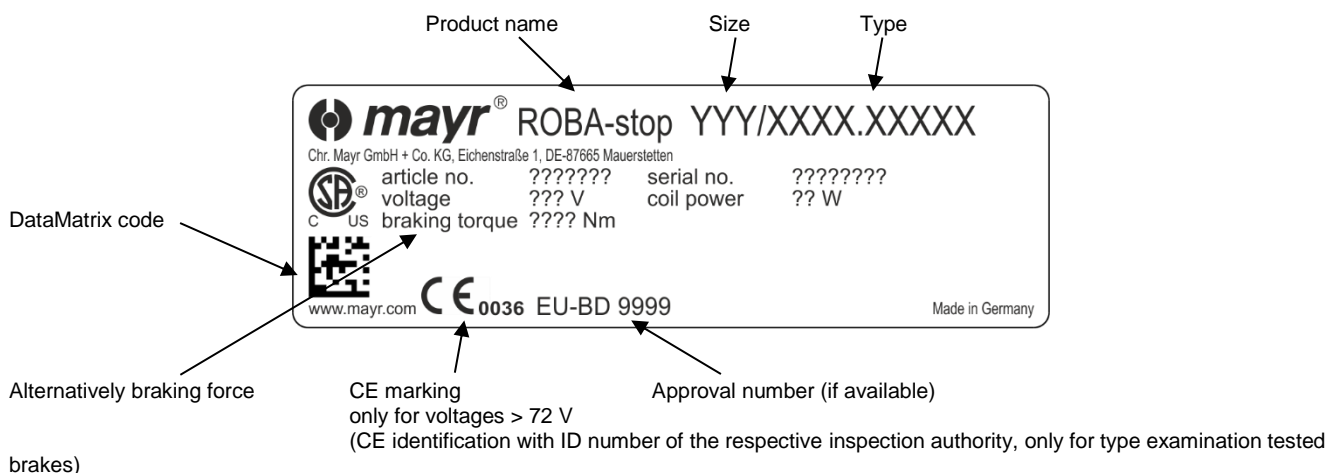 Product name Size Type
mayr® ROBA-stop YYY/XXXX.XXXXX
Chr. Mayr GmbH + Co. KG, Eichenstraße 1, DE-87665 Mauerstetten
article no. ??????? serial no. ????????
voltage ??? V coil power ?? W
braking torque ???? Nm
SA® C US
DataMatrix code
www.mayr.com CE 0036 EU-BD 9999 Made in Germany
Alternatively braking force CE marking Approval number (if available)
only for voltages > 72 V
(CE identification with ID number of the respective inspection authority, only for type examination tested
brakes)